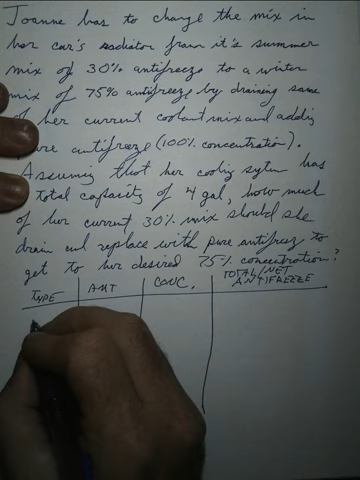 Joanne has to change the mix in
her car's radiator from it's summer
mix of 30% antifreeze to a winter
mix of 75% antifreeze by draining some
of her current coolant mix and adding
pure antifreeze (100% concentration).
Assuming that her cooling sytem has
total capacity of 4 gal, how much
of her current 30% mix should she
drain and replace with pure antifreez to
get to her desired 75% concentration?
TYPE AMT CONC. TOTAL/NET
ANTIFREEZE